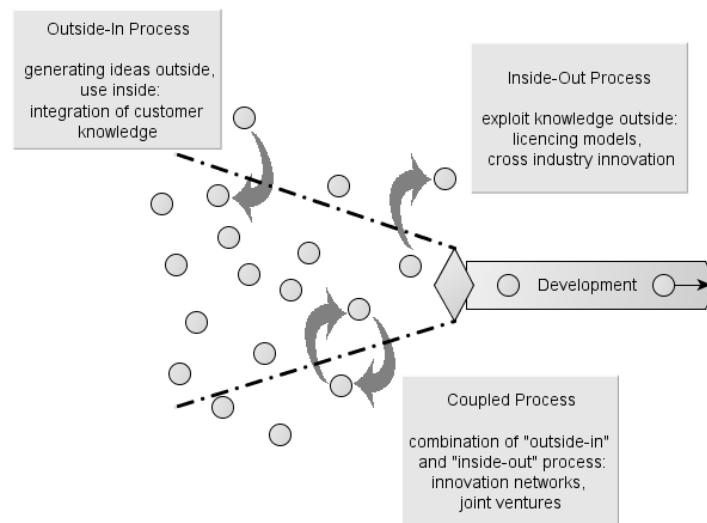 Outside-In Process
generating ideas outside,
use inside:
integration of customer
knowledge
Inside-Out Process
exploit knowledge outside:
licencing models,
cross industry innovation
Development
Coupled Process
combination of "outside-in"
and "inside-out" process:
innovation networks,
joint ventures